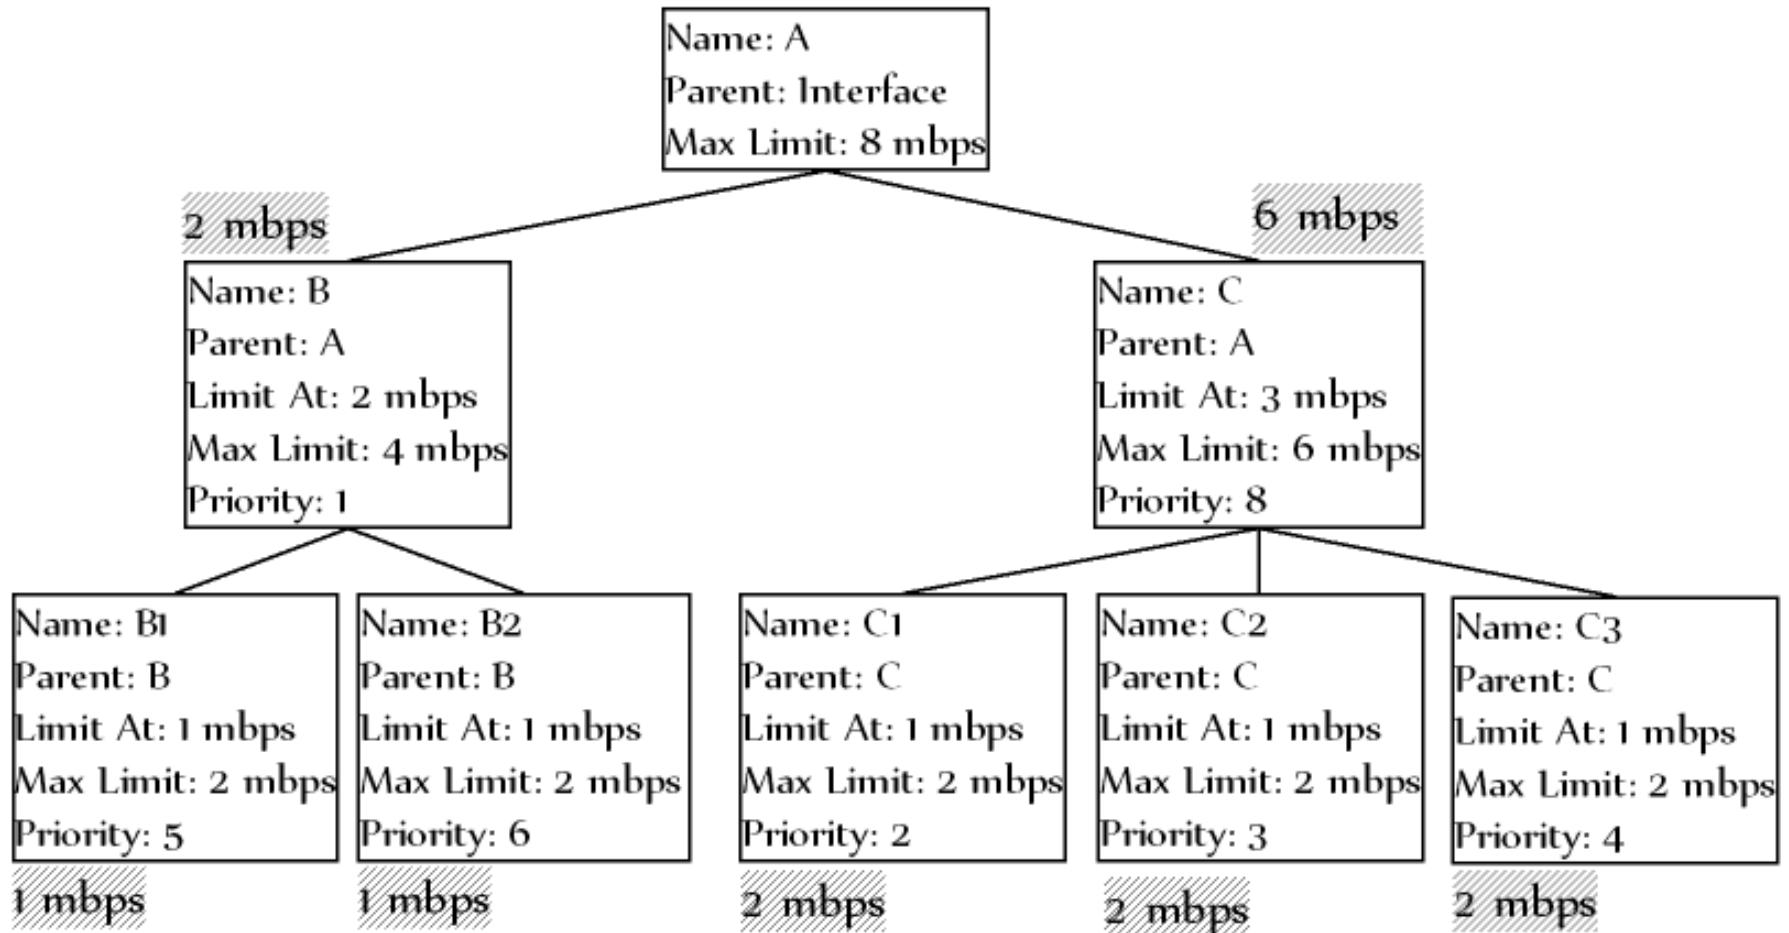 Name: A
Parent: Interface
Max Limit: 8 mbps
2 mbps
6 mbps
Name: B
Parent: A
Limit At: 2 mbps
Max Limit: 4 mbps
Priority: 1
Name: C
Parent: A
Limit At: 3 mbps
Max Limit: 6 mbps
Priority: 8
Name: B1
Parent: B
Limit At: 1 mbps
Max Limit: 2 mbps
Priority: 5
1 mbps
Name: B2
Parent: B
Limit At: 1 mbps
Max Limit: 2 mbps
Priority: 6
1 mbps
Name: C1
Parent: C
Limit At: 1 mbps
Max Limit: 2 mbps
Priority: 2
2 mbps
Name: C2
Parent: C
Limit At: 1 mbps
Max Limit: 2 mbps
Priority: 3
2 mbps
Name: C3
Parent: C
Limit At: 1 mbps
Max Limit: 2 mbps
Priority: 4
2 mbps